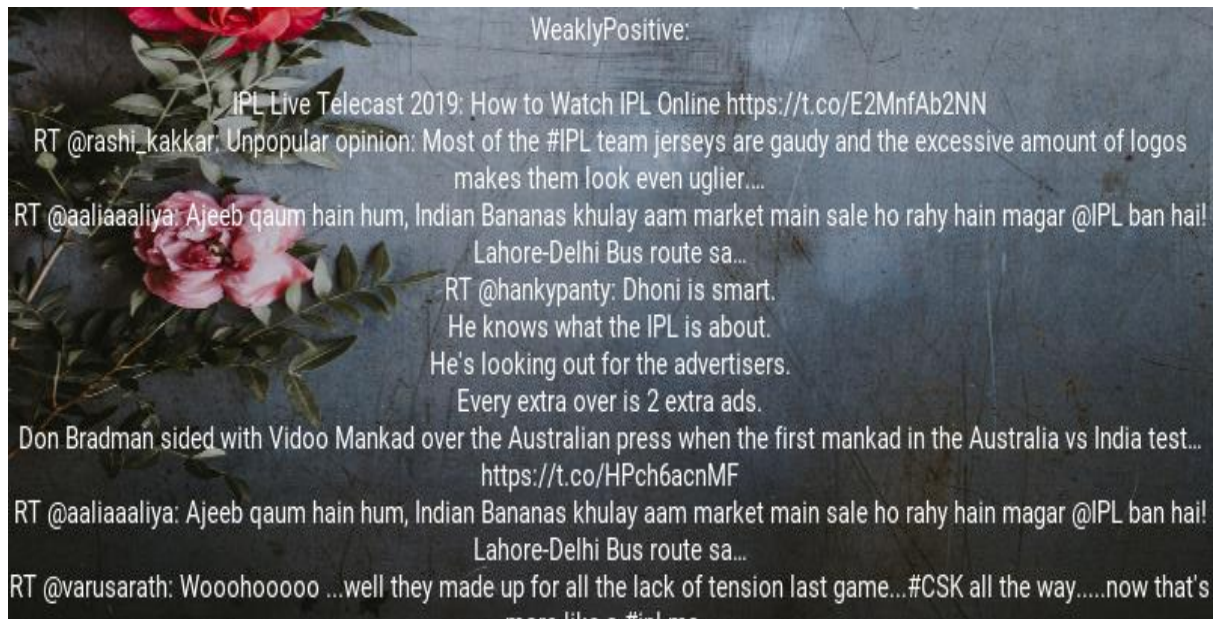 WeaklyPositive:
IPL Live Telecast 2019: How to Watch IPL Online https://t.co/E2MnfAb2NN
RT @rashi_kakkar: Unpopular opinion: Most of the #IPL team jerseys are gaudy and the excessive amount of logos
makes them look even uglier.…
RT @aaliaaaliya: Ajeeb qaum hain hum, Indian Bananas khulay aam market main sale ho rahy hain magar @IPL ban hai!
Lahore-Delhi Bus route sa…
RT @hankypanty: Dhoni is smart.
He knows what the IPL is about.
He's looking out for the advertisers.
Every extra over is 2 extra ads.
Don Bradman sided with Vidoo Mankad over the Australian press when the first mankad in the Australia vs India test…
https://t.co/HPch6acnMF
RT @aaliaaaliya: Ajeeb qaum hain hum, Indian Bananas khulay aam market main sale ho rahy hain magar @IPL ban hai!
Lahore-Delhi Bus route sa…
RT @varusarath: Wooohooooo ...well they made up for all the lack of tension last game...#CSK all the way.....now that's